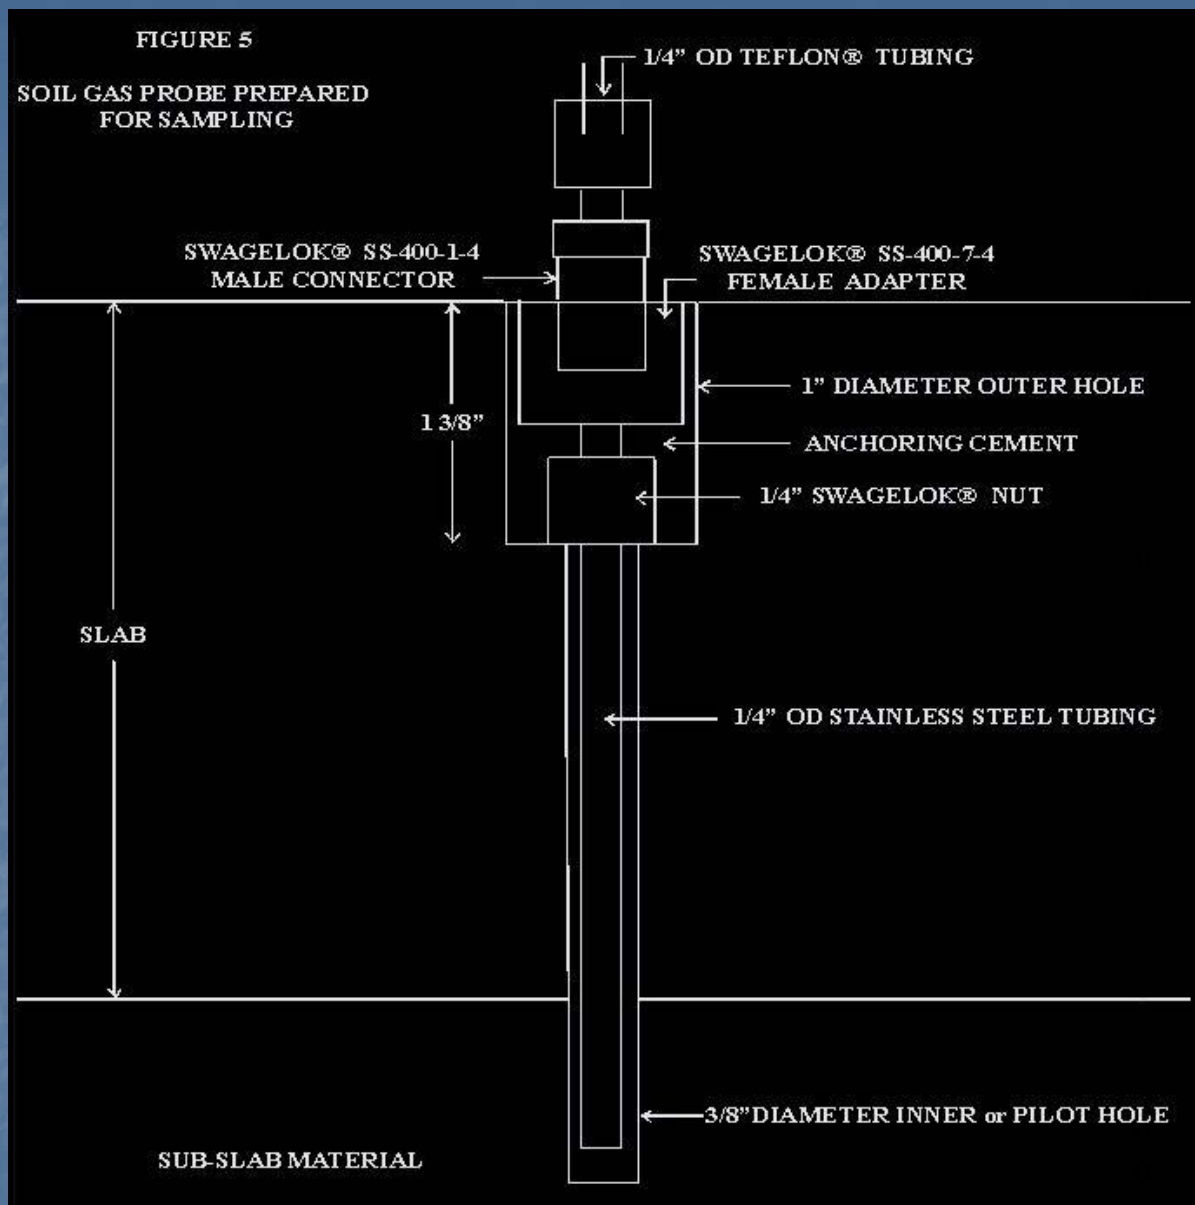 FIGURE 5
SOIL GAS PROBE PREPARED
FOR SAMPLING
1/4” OD TEFLON® TUBING
SWAGELOK® SS-400-1-4
MALE CONNECTOR
SWAGELOK® SS-400-7-4
FEMALE ADAPTER
1” DIAMETER OUTER HOLE
1 3/8”
ANCHORING CEMENT
1/4” SWAGELOK® NUT
SLAB
1/4” OD STAINLESS STEEL TUBING
3/8”DIAMETER INNER or PILOT HOLE
SUB-SLAB MATERIAL